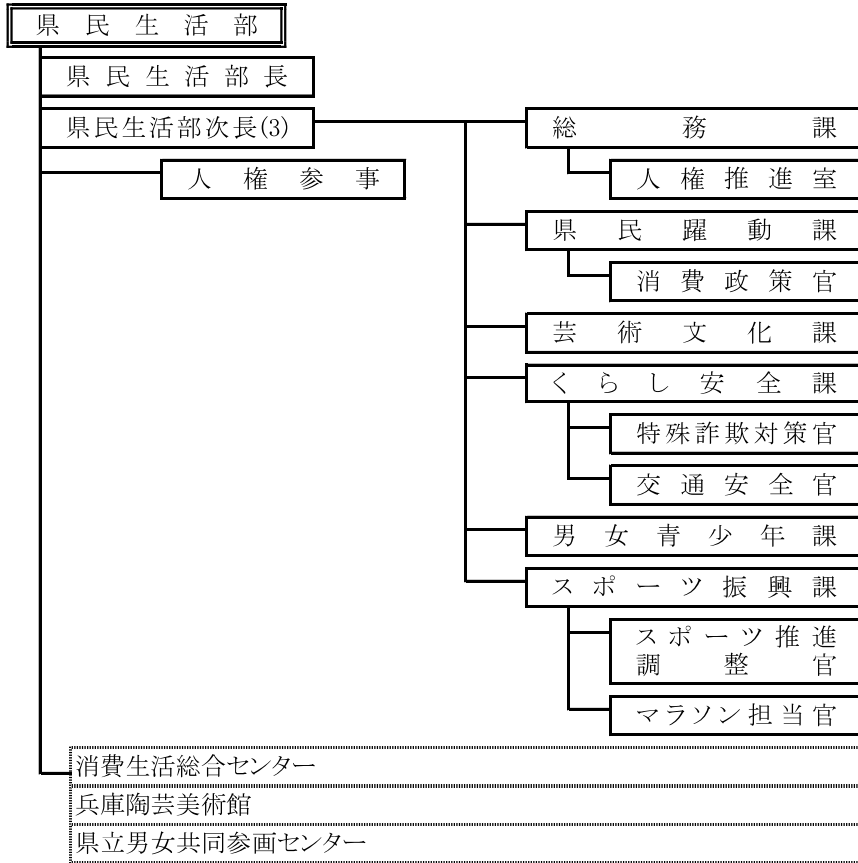 県民生活部
県民生活部長
県民生活部次長(3)
総務課
人権参事
人権推進室
県民躍動課
消費政策官
芸術文化課
くらし安全課
特殊詐欺対策官
交通安全官
男女青少年課
スポーツ振興課
スポーツ推進
調整官
マラソン担当官
消費生活総合センター
兵庫陶芸美術館
県立男女共同参画センター